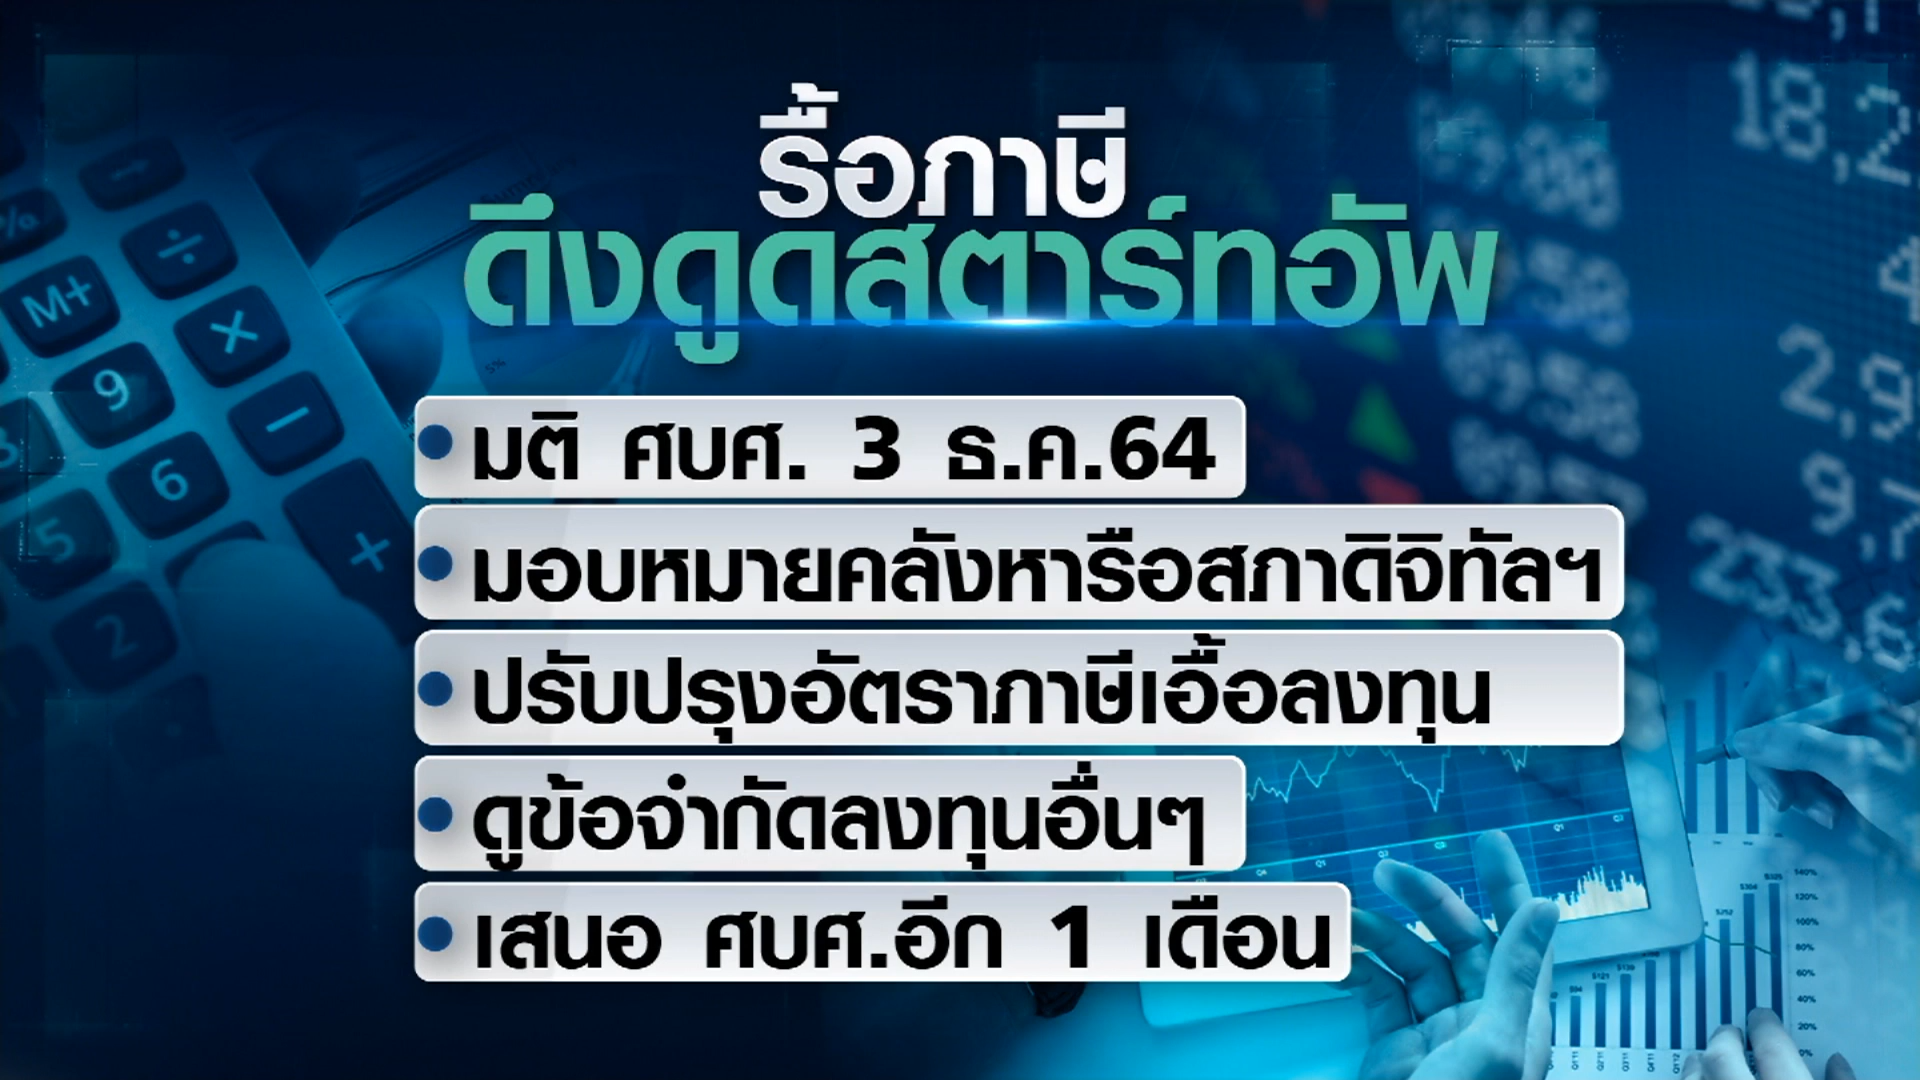 รื้อภาษี
ดึงดูดสตาร์ทอัพ
มติ ศบศ. 3 ธ.ค.64
มอบหมายคลังหารือสภาดิจิทัลฯ
ปรับปรุงอัตราภาษีเอื้อลงทุน
ดูข้อจำกัดลงทุนอื่นๆ
เสนอ ศบศ.อีก 1 เดือน